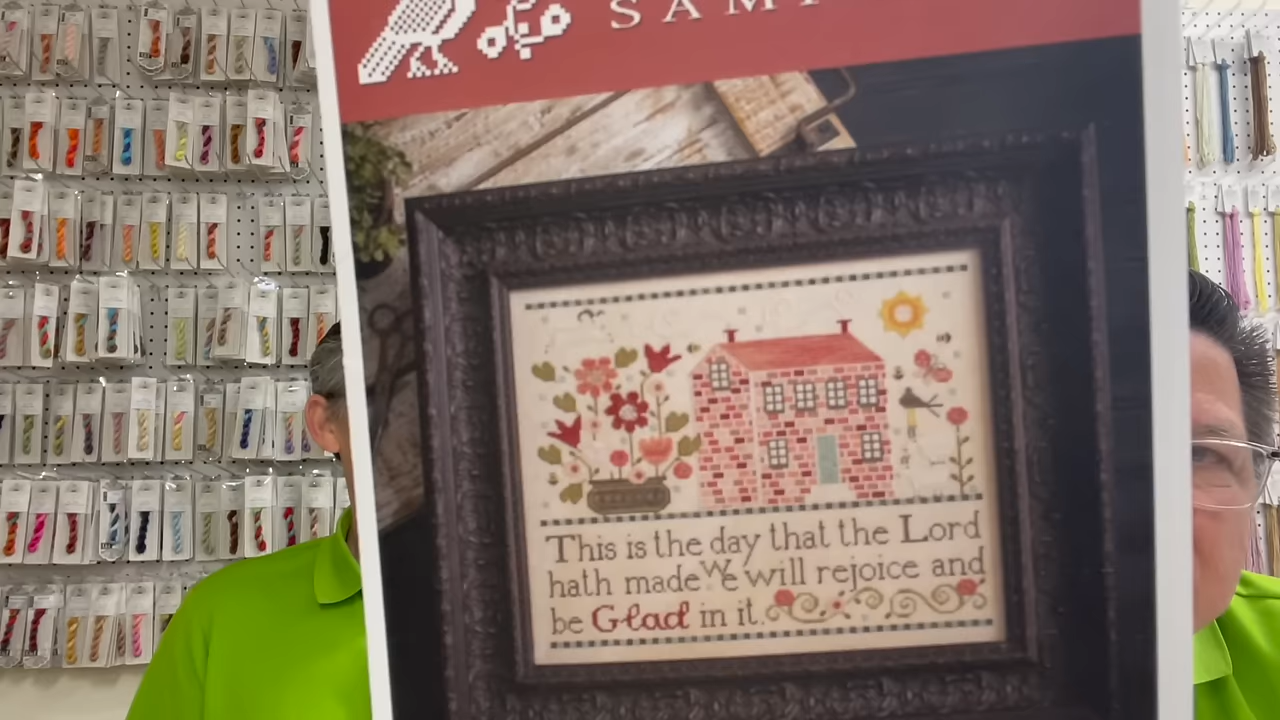 This is the day that the Lord
hath made We will rejoice and
be Glad in it.